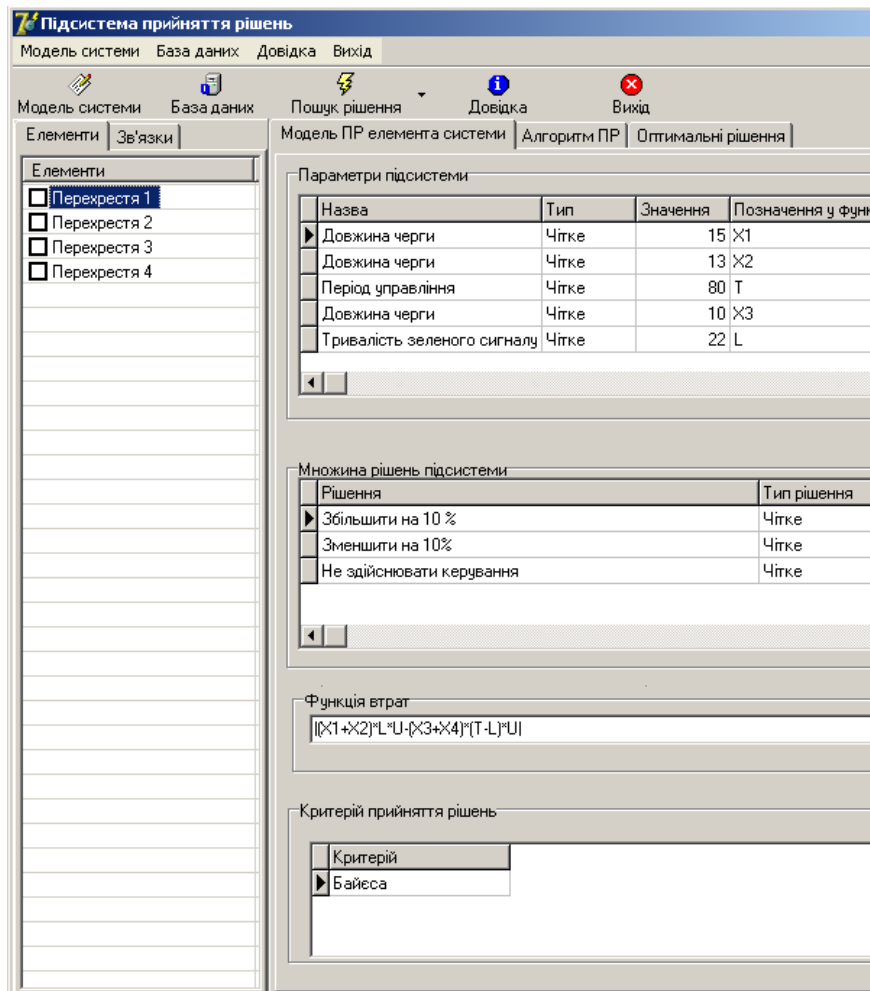 Підсистема прийняття рішень
Модель системи База даних Довідка Вихід
Модель системи База даних Пошук рішення Довідка Вихід
Елементи Зв'язки
Модель ПР елемента системи Алгоритм ПР Оптимальні рішення
Елементи
Перехрестя 1
Перехрестя 2
Перехрестя 3
Перехрестя 4
Параметри підсистеми
Назва Тип Значення Позначення у функ
Довжина черги Чітке 15 X1
Довжина черги Чітке 13 X2
Період управління Чітке 80 T
Довжина черги Чітке 10 X3
Тривалість зеленого сигналу Чітке 22 L
Множина рішень підсистеми
Рішення Тип рішення
Збільшити на 10 % Чітке
Зменшити на 10% Чітке
Не здійснювати керування Чітке
Функція втрат
|(X1+X2)*L*U-(X3+X4)*(T-L)*U|
Критерій прийняття рішень
Критерій
Байєса